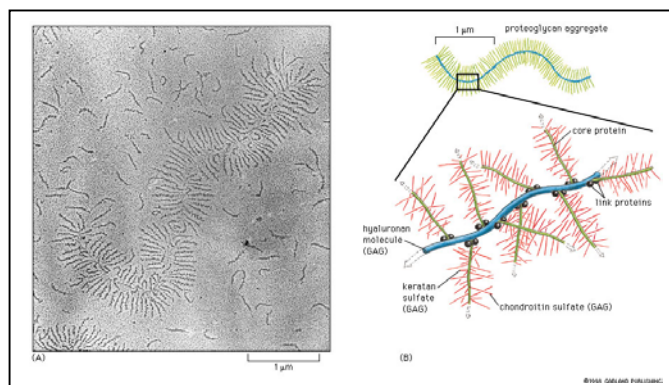 1 μm
proteoglycan aggregate
core protein
link proteins
hyaluronan
molecule
(GAG)
keratan
sulfate
(GAG)
chondroitin sulfate (GAG)
(A)
1 μm
(B)
GARLAND PUBLISHING